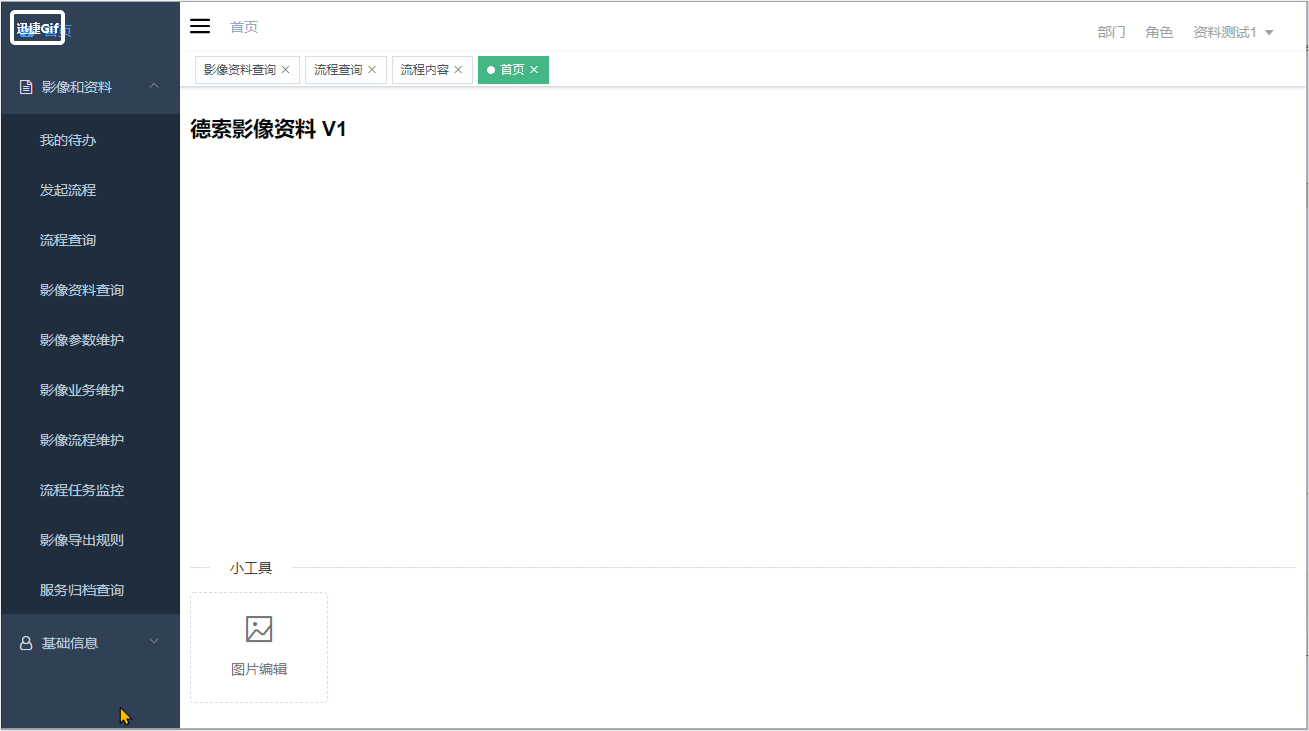 迅捷Gif
首页
首页
部门 角色 资料测试1
影像资料查询 流程查询 流程内容 首页
影像和资料
我的待办
发起流程
流程查询
影像资料查询
影像参数维护
影像业务维护
影像流程维护
流程任务监控
影像导出规则
服务归档查询
基础信息
德索影像资料 V1
小工具
图片编辑